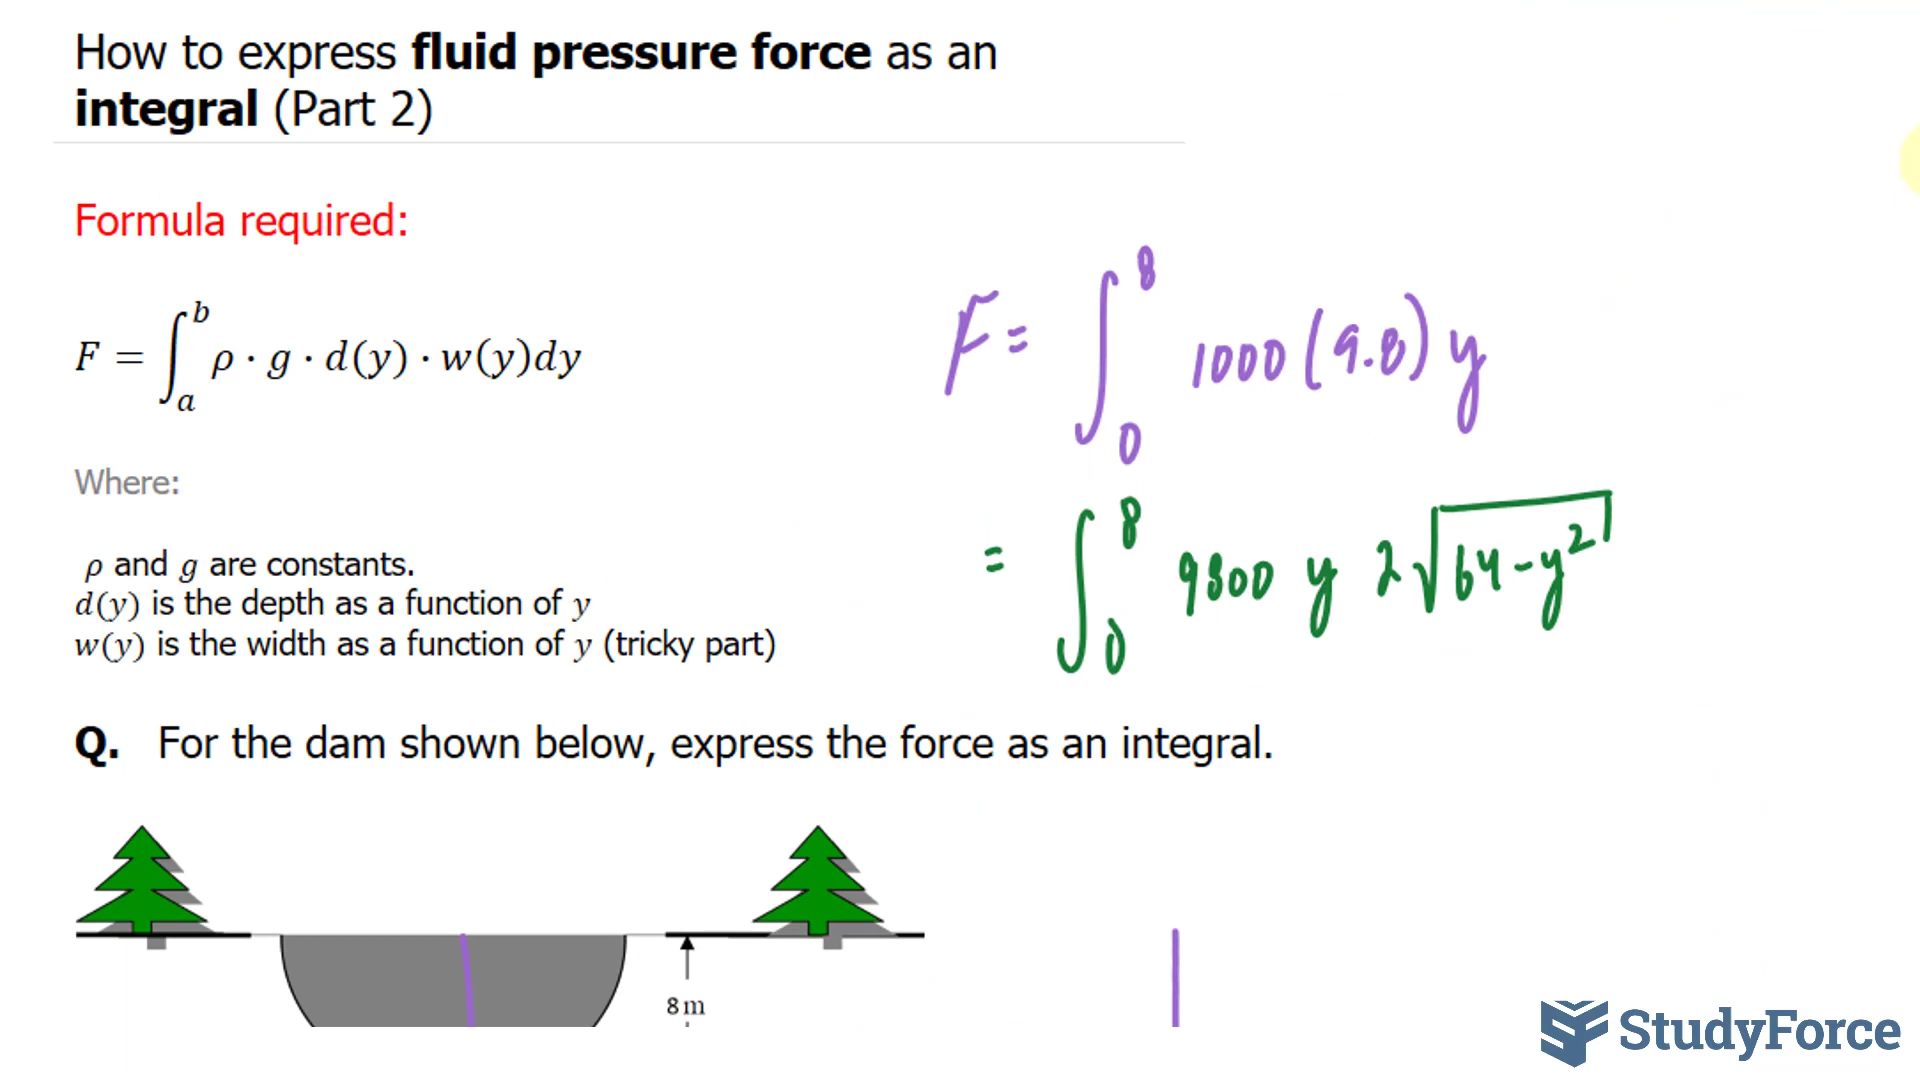 How to express fluid pressure force as an
integral (Part 2)
Formula required:
F = ∫_a^b ρ · g · d(y) · w(y)dy
F = ∫_0^8 1000 (9.8) y
Where:
= ∫_0^8 9800 y 2√(64-y²)
ρ and g are constants.
d(y) is the depth as a function of y
w(y) is the width as a function of y (tricky part)
Q. For the dam shown below, express the force as an integral.
8 m
StudyForce